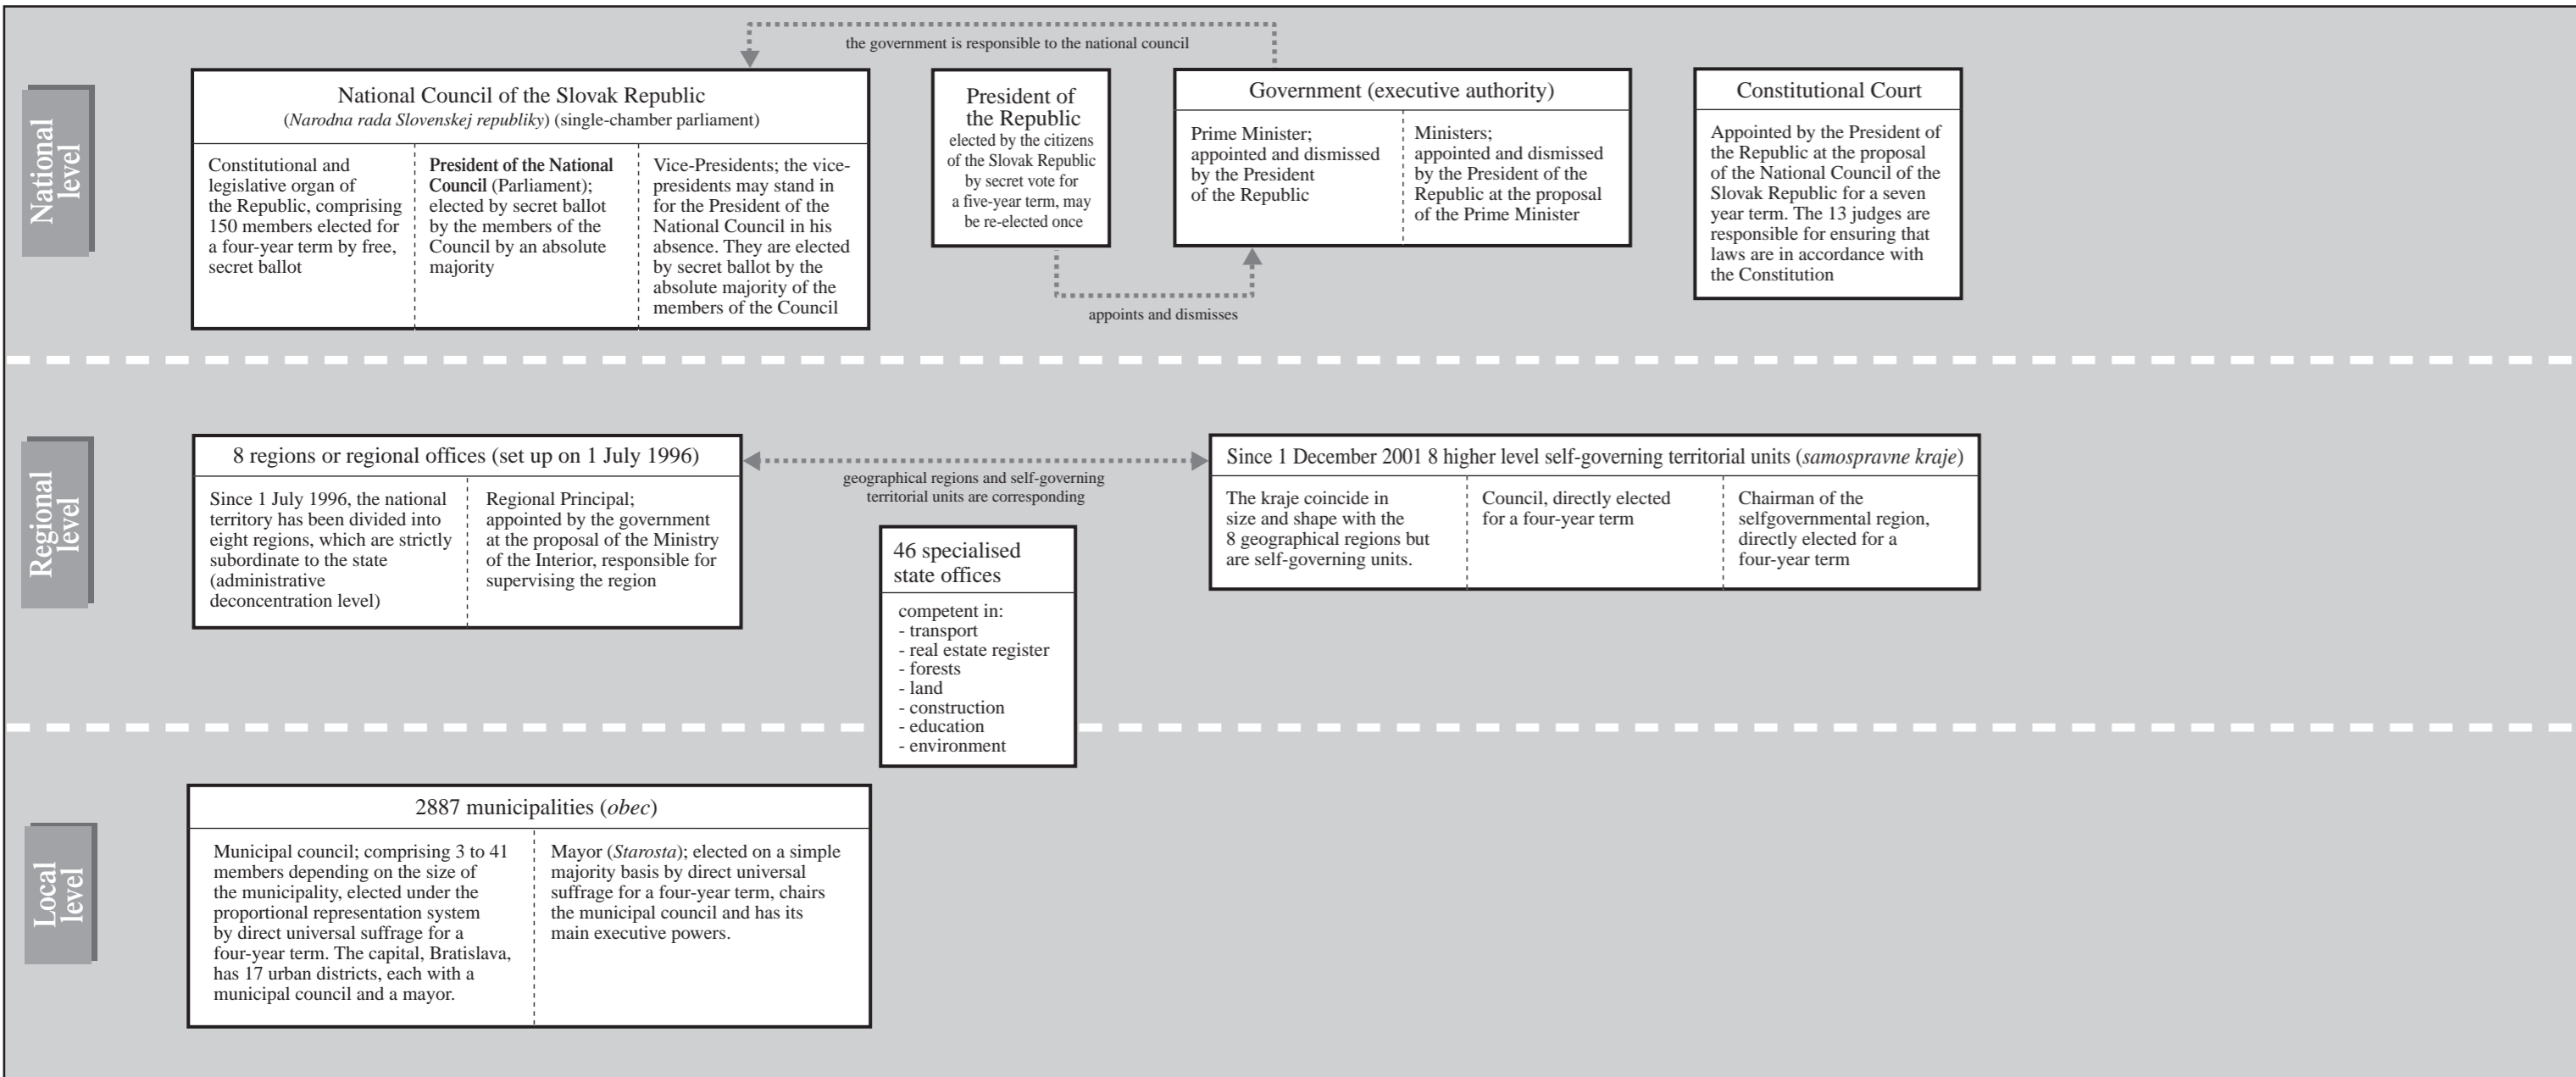 the government is responsible to the national council
National
level
National Council of the Slovak Republic
(Narodna rada Slovenskej republiky) (single-chamber parliament)
Constitutional and
legislative organ of
the Republic, comprising
150 members elected for
a four-year term by free,
secret ballot
President of the National
Council (Parliament);
elected by secret ballot
by the members of the
Council by an absolute
majority
Vice-Presidents; the vice-
presidents may stand in
for the President of the
National Council in his
absence. They are elected
by secret ballot by the
absolute majority of the
members of the Council
President of
the Republic
elected by the citizens
of the Slovak Republic
by secret vote for
a five-year term, may
be re-elected once
Government (executive authority)
Prime Minister;
appointed and dismissed
by the President
of the Republic
Ministers;
appointed and dismissed
by the President of the
Republic at the proposal
of the Prime Minister
appoints and dismisses
Constitutional Court
Appointed by the President of
the Republic at the proposal
of the National Council of the
Slovak Republic for a seven
year term. The 13 judges are
responsible for ensuring that
laws are in accordance with
the Constitution
Regional
level
8 regions or regional offices (set up on 1 July 1996)
Since 1 July 1996, the national
territory has been divided into
eight regions, which are strictly
subordinate to the state
(administrative
deconcentration level)
Regional Principal;
appointed by the government
at the proposal of the Ministry
of the Interior, responsible for
supervising the region
geographical regions and self-governing
territorial units are corresponding
46 specialised
state offices
competent in:
- transport
- real estate register
- forests
- land
- construction
- education
- environment
Since 1 December 2001 8 higher level self-governing territorial units (samospravne kraje)
The kraje coincide in
size and shape with the
8 geographical regions but
are self-governing units.
Council, directly elected
for a four-year term
Chairman of the
selfgovernmental region,
directly elected for a
four-year term
Local
level
2887 municipalities (obec)
Municipal council; comprising 3 to 41
members depending on the size of
the municipality, elected under the
proportional representation system
by direct universal suffrage for a
four-year term. The capital, Bratislava,
has 17 urban districts, each with a
municipal council and a mayor.
Mayor (Starosta); elected on a simple
majority basis by direct universal
suffrage for a four-year term, chairs
the municipal council and has its
main executive powers.